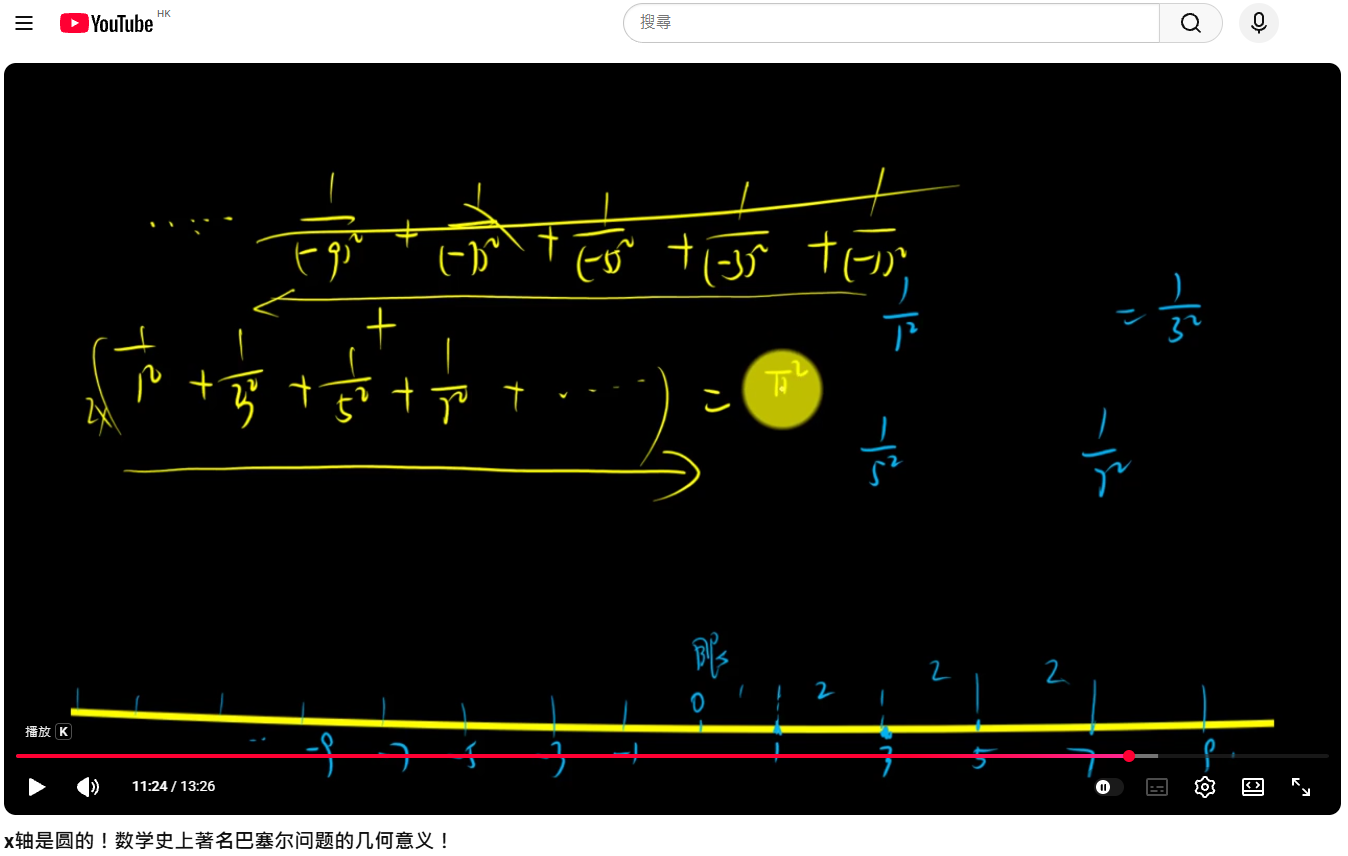 YouTube HK
搜尋
...... 1/(-9)² + 1/(-7)² + 1/(-5)² + 1/(-3)² + 1/(-1)²
+
1/1² = 1/3²
2x (1/1² + 1/3² + 1/5² + 1/7² + ......) = π²
1/5² 1/7²
眼
0 1 2 2 2
.. -9 -7 -5 -3 -1 1 3 5 7 9 .
播放 K
11:24 / 13:26
x轴是圆的！数学史上著名巴塞尔问题的几何意义！